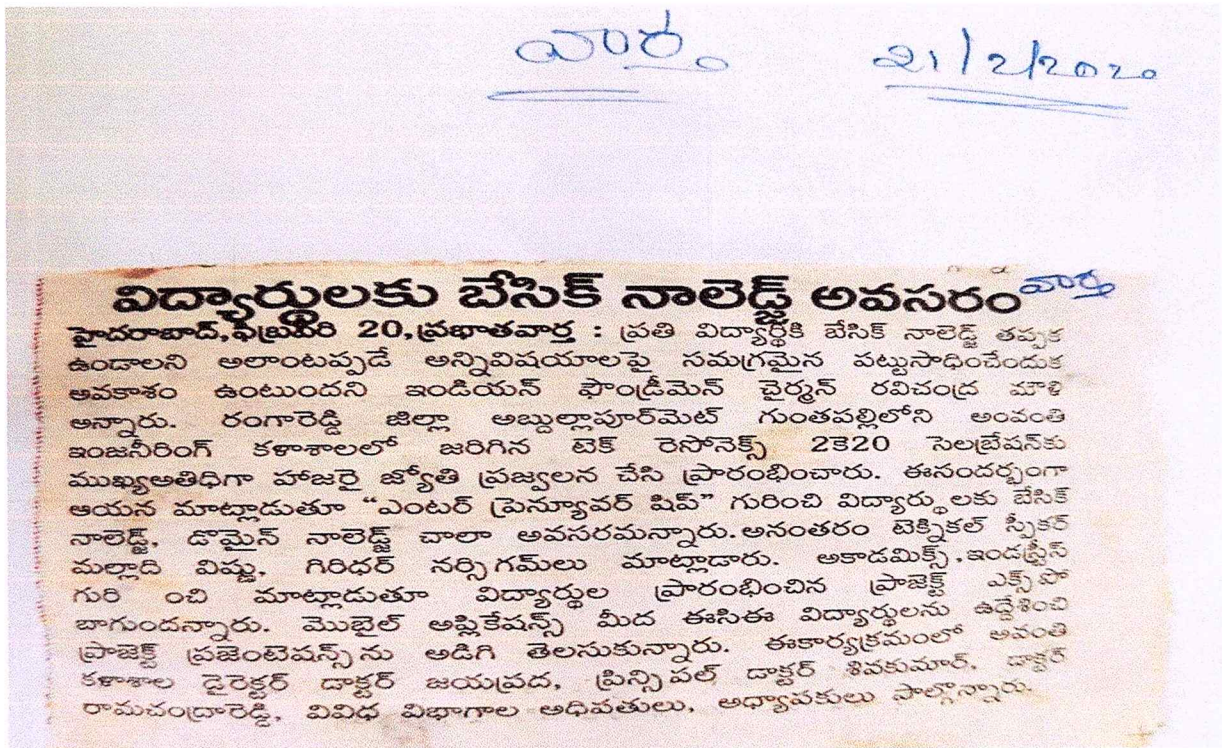 వార్త 21/2/2020
విద్యార్థులకు బేసిక్ నాలెడ్జ్ అవసరం వార్త
హైదరాబాద్,ఫిబ్రవరి 20,ప్రభాతవార్త : ప్రతి విద్యార్థికి బేసిక్ నాలెడ్జ్ తప్పక
ఉండాలని అలాంటప్పడే అన్నివిషయాలపై సమగ్రమైన పట్టుసాధించేందుక
అవకాశం ఉంటుందని ఇండియన్ ఫౌండ్రీమెన్ చైర్మన్ రవిచంద్ర మౌళి
అన్నారు. రంగారెడ్డి జిల్లా అబ్దుల్లాపూర్‌మెట్ గుంతపల్లిలోని అంవంతి
ఇంజనీరింగ్ కళాశాలలో జరిగిన టెక్ రెసోనెక్స్ 2కె20 సెలబ్రేషన్‌కు
ముఖ్యఅతిధిగా హాజరై జ్యోతి ప్రజ్వలన చేసి ప్రారంభించారు. ఈసందర్భంగా
ఆయన మాట్లాడుతూ “ఎంటర్ ప్రెన్యూవర్ షిప్” గురించి విద్యార్థులకు బేసిక్
నాలెడ్జ్, డొమైన్ నాలెడ్జ్ చాలా అవసరమన్నారు.అనంతరం టెక్నికల్ స్పీకర్
మల్లాది విష్ణు, గిరిధర్ నర్సిగమ్‌లు మాట్లాడారు. అకాడమిక్స్,ఇండస్ట్రీస్
గురి ంచి మాట్లాడుతూ విద్యార్థుల ప్రారంభించిన ప్రాజెక్ట్ ఎక్స్‌పో
బాగుందన్నారు. మొబైల్ అప్లికేషన్స్ మీద ఈసిఈ విద్యార్థులను ఉద్దేశించి
ప్రాజెక్ట్ ప్రజెంటెషన్స్‌ను అడిగి తెలసుకున్నారు. ఈకార్యక్రమంలో అవంతి
కళాశాల డైరెక్టర్ డాక్టర్ జయప్రద, ప్రిన్సిపల్ డాక్టర్ శివకుమార్, డాక్టర్
రామచంద్రారెడ్డి, వివిధ విభాగాల అధిపతులు, అధ్యాపకులు పాల్గొన్నారు.